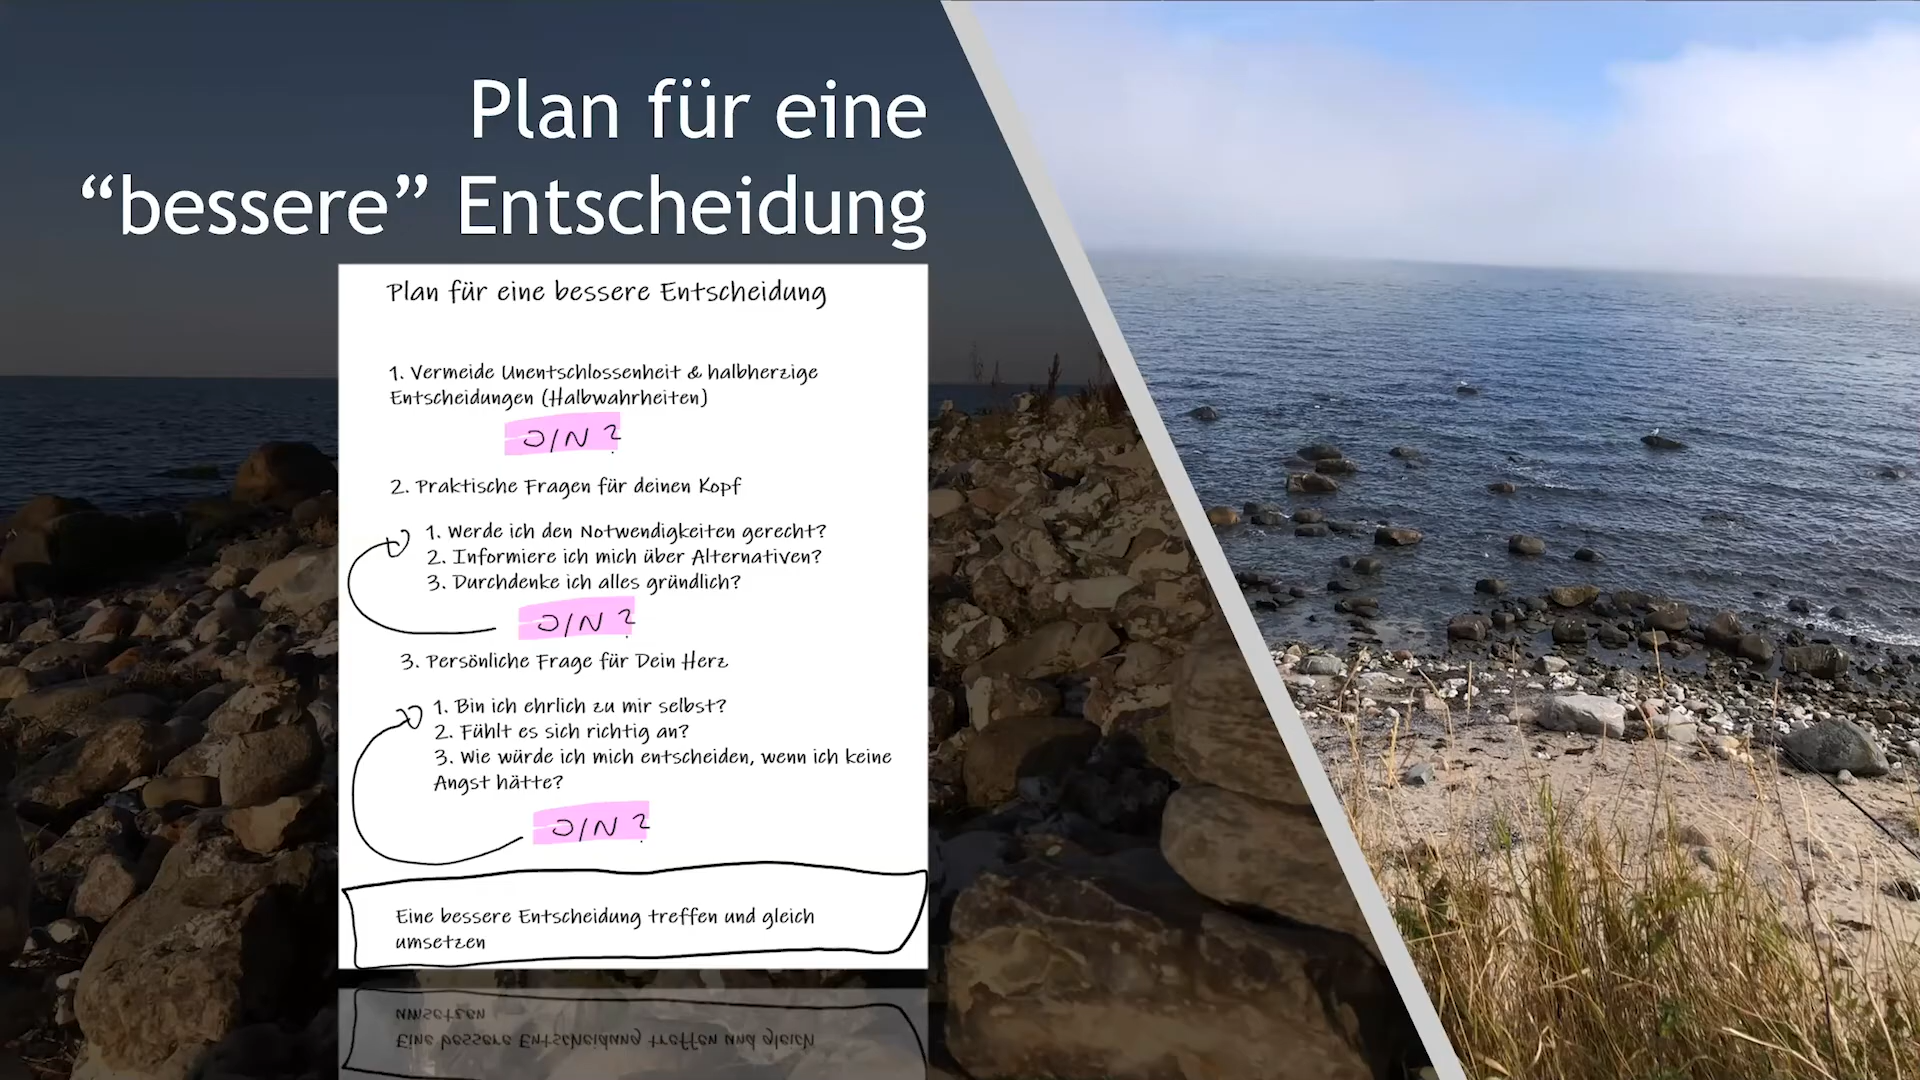 Plan für eine
“bessere” Entscheidung
Plan für eine bessere Entscheidung
1. Vermeide Unentschlossenheit & halbherzige
Entscheidungen (Halbwahrheiten)
J/N ?
2. Praktische Fragen für deinen Kopf
1. Werde ich den Notwendigkeiten gerecht?
2. Informiere ich mich über Alternativen?
3. Durchdenke ich alles gründlich?
J/N ?
3. Persönliche Frage für Dein Herz
1. Bin ich ehrlich zu mir selbst?
2. Fühlt es sich richtig an?
3. Wie würde ich mich entscheiden, wenn ich keine
Angst hätte?
J/N ?
Eine bessere Entscheidung treffen und gleich
umsetzen